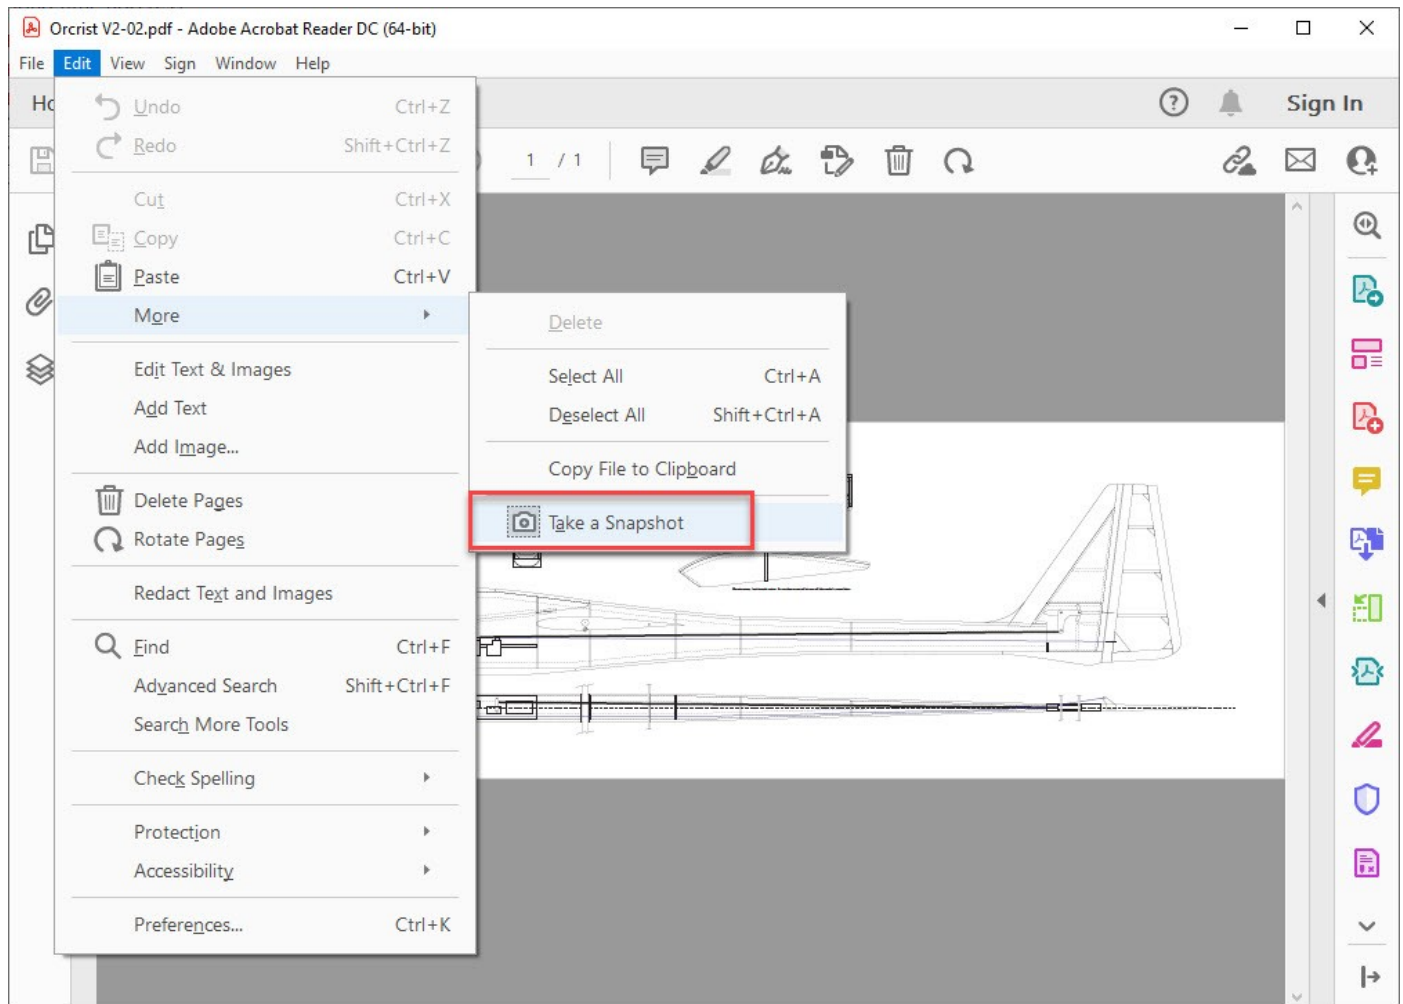 Orcrist V2-02.pdf - Adobe Acrobat Reader DC (64-bit)
File Edit View Sign Window Help
Sign In
1 / 1
Undo Ctrl+Z
Redo Shift+Ctrl+Z
Cut Ctrl+X
Copy Ctrl+C
Paste Ctrl+V
More
Edit Text & Images
Add Text
Add Image...
Delete Pages
Rotate Pages
Redact Text and Images
Find Ctrl+F
Advanced Search Shift+Ctrl+F
Search More Tools
Check Spelling
Protection
Accessibility
Preferences... Ctrl+K
Delete
Select All Ctrl+A
Deselect All Shift+Ctrl+A
Copy File to Clipboard
Take a Snapshot